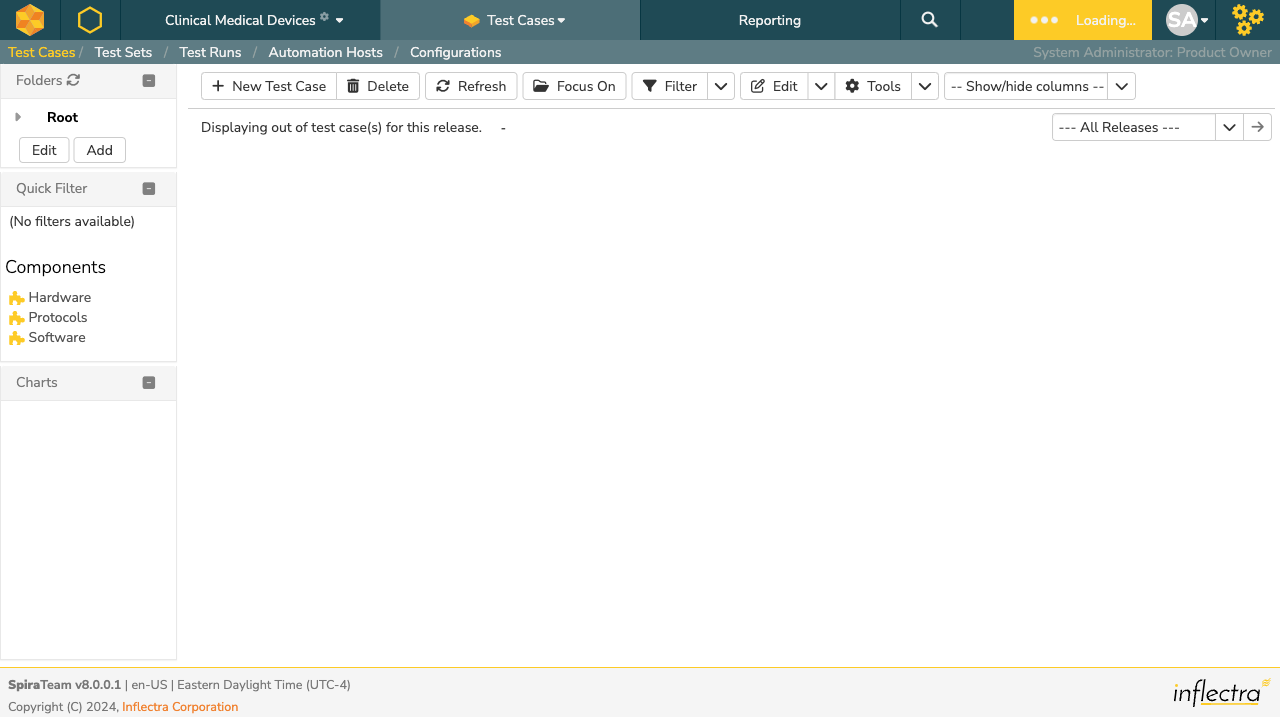 Clinical Medical Devices
Test Cases
Reporting
Loading...
SA
Test Cases / Test Sets / Test Runs / Automation Hosts / Configurations
System Administrator: Product Owner
Folders
Root
Edit
Add
Quick Filter
(No filters available)
Components
Hardware
Protocols
Software
Charts
New Test Case
Delete
Refresh
Focus On
Filter
Edit
Tools
-- Show/hide columns --
Displaying out of test case(s) for this release. -
--- All Releases ---
SpiraTeam v8.0.0.1 | en-US | Eastern Daylight Time (UTC-4)
Copyright (C) 2024, Inflectra Corporation
inflectra